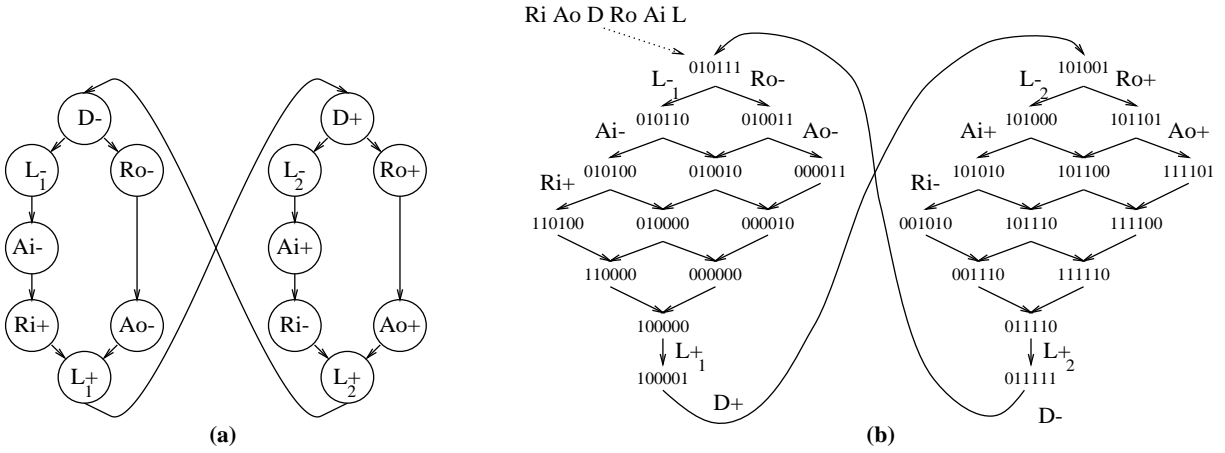 Ri Ao D Ro Ai L
D-
L-1
Ro-
Ai-
Ri+
Ao-
L+1
D+
L-2
Ro+
Ai+
Ri-
Ao+
L+2
(a)
010111
L-1 Ro-
010110 010011
Ai- Ao-
010100 010010 000011
Ri+
110100 010000 000010
110000 000000
100000
L+1
100001
D+
101001
L-2 Ro+
101000 101101
Ai+ Ao+
101010 101100 111101
Ri-
001010 101110 111100
001110 111110
011110
L+2
011111
D-
(b)